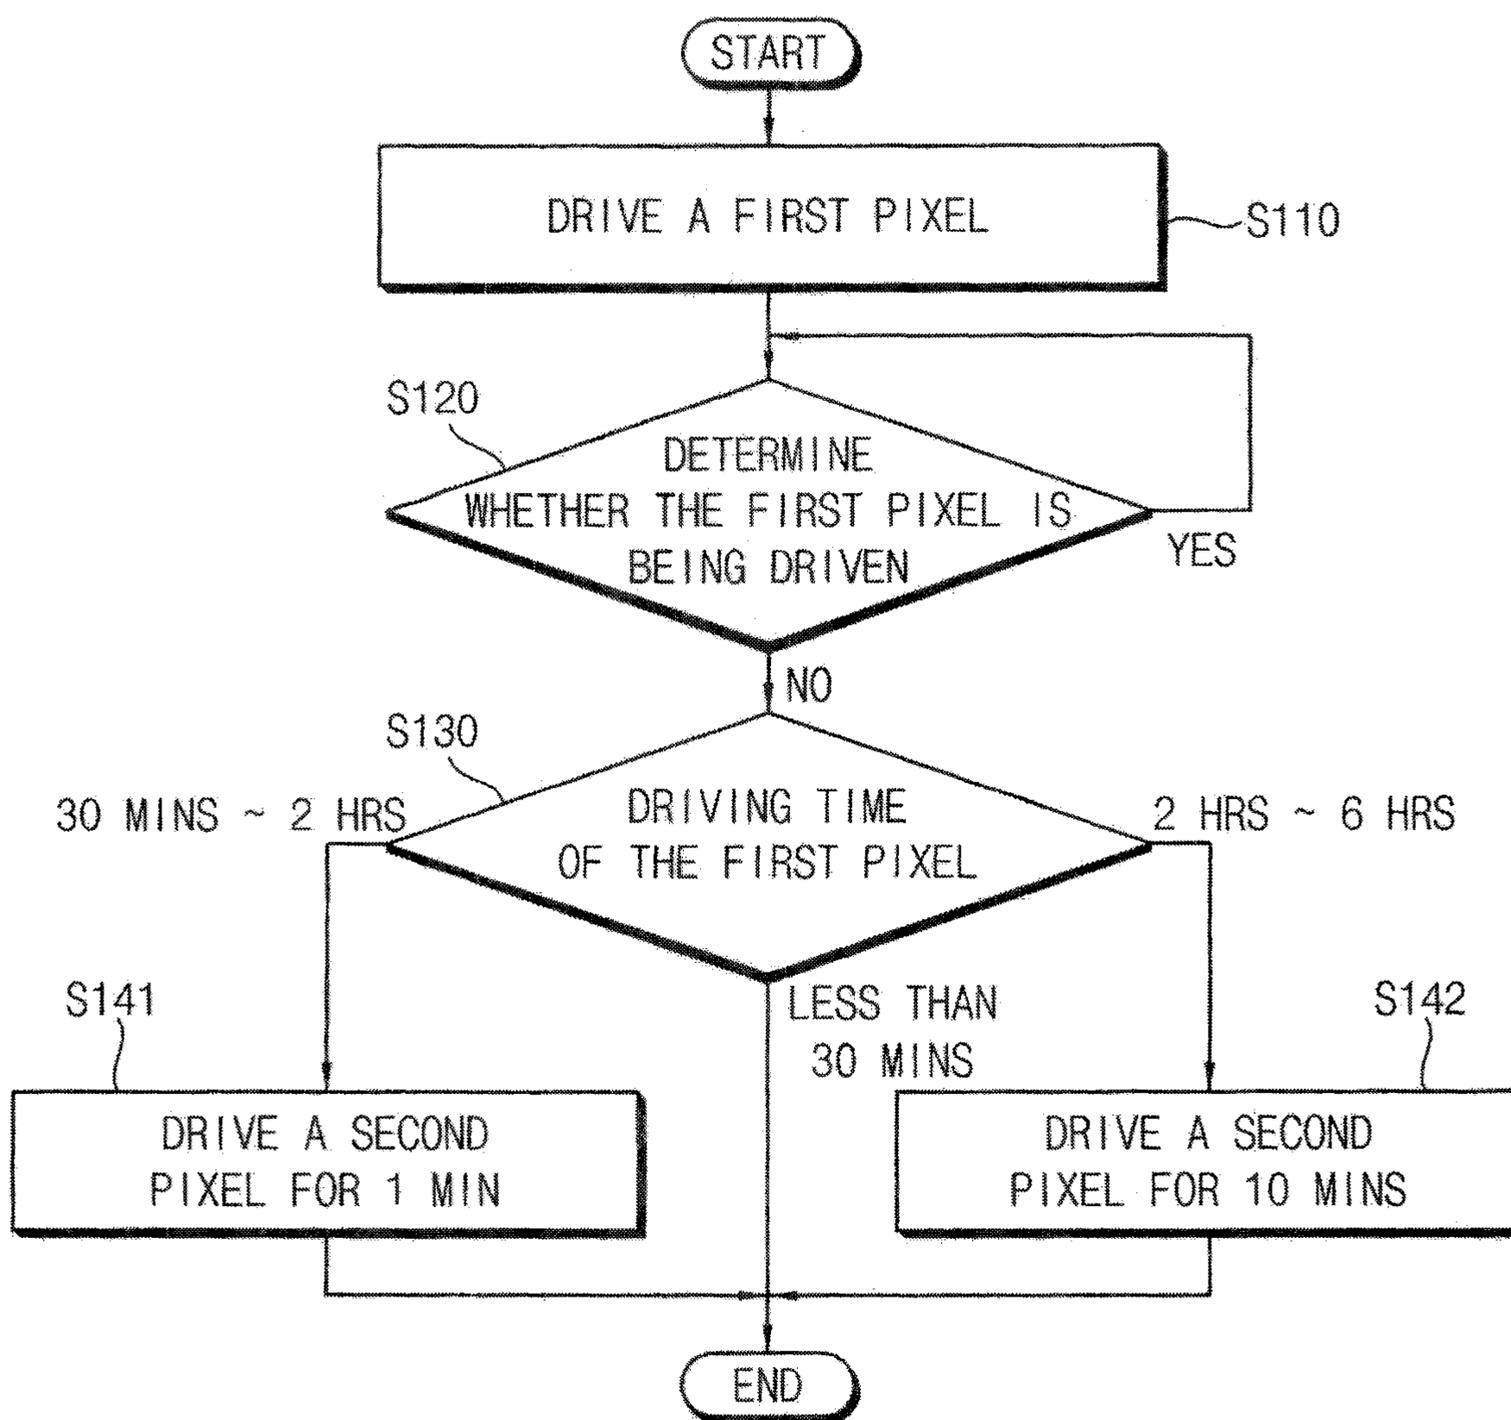 START
DRIVE A FIRST PIXEL
S110
S120
DETERMINE
WHETHER THE FIRST PIXEL IS
BEING DRIVEN
YES
NO
S130
30 MINS ~ 2 HRS
DRIVING TIME
OF THE FIRST PIXEL
2 HRS ~ 6 HRS
LESS THAN
30 MINS
S141
DRIVE A SECOND
PIXEL FOR 1 MIN
S142
DRIVE A SECOND
PIXEL FOR 10 MINS
END